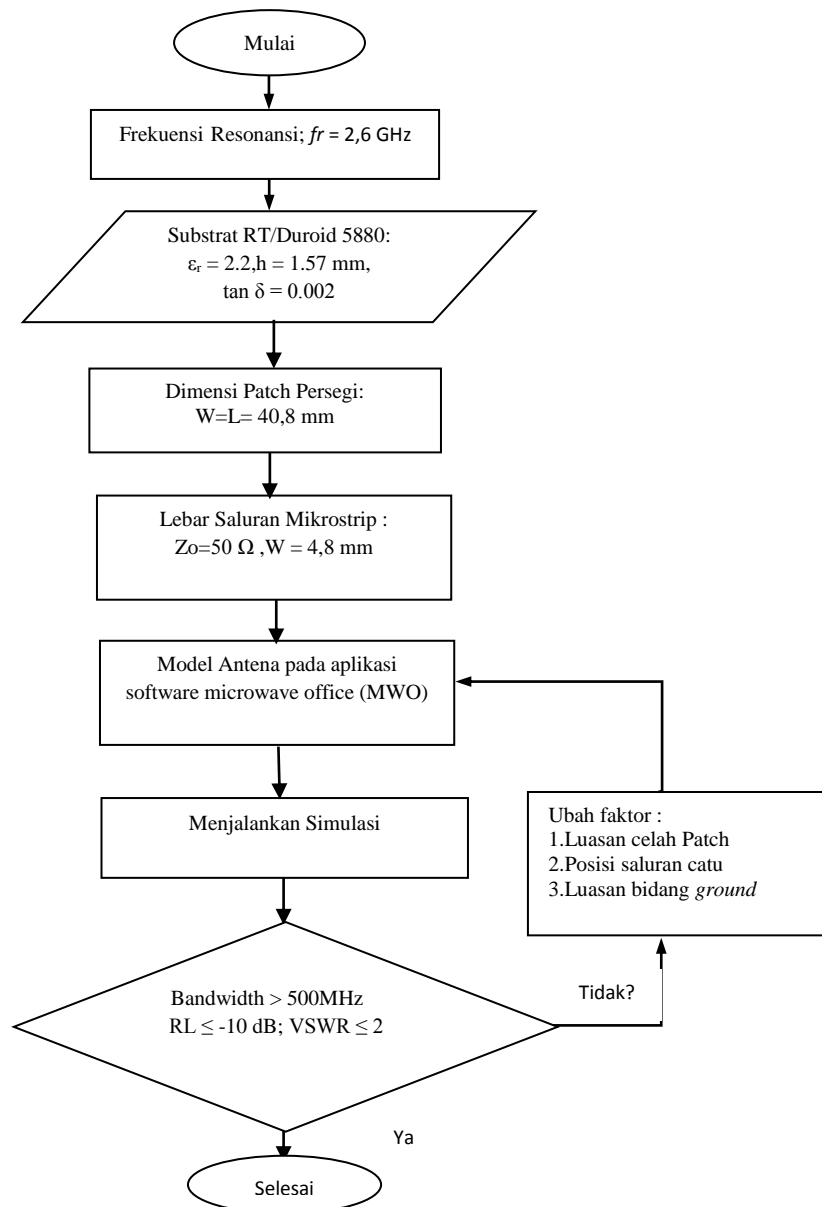 Mulai
Frekuensi Resonansi; fr = 2,6 GHz
Substrat RT/Duroid 5880:
εr = 2.2,h = 1.57 mm,
tan δ = 0.002
Dimensi Patch Persegi:
W=L= 40,8 mm
Lebar Saluran Mikrostrip :
Zo=50 Ω ,W = 4,8 mm
Model Antena pada aplikasi
software microwave office (MWO)
Menjalankan Simulasi
Ubah faktor :
1.Luasan celah Patch
2.Posisi saluran catu
3.Luasan bidang ground
Bandwidth > 500MHz
RL ≤ -10 dB; VSWR ≤ 2
Tidak?
Ya
Selesai